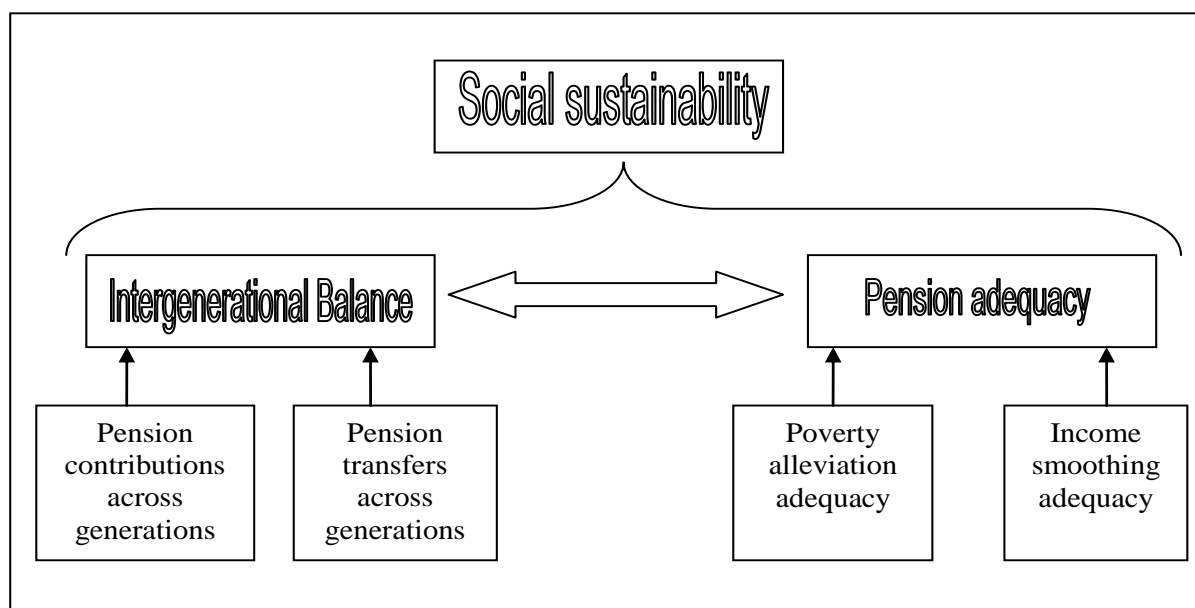 Social sustainability
Intergenerational Balance
Pension adequacy
Pension
contributions
across
generations
Pension
transfers
across
generations
Poverty
alleviation
adequacy
Income
smoothing
adequacy